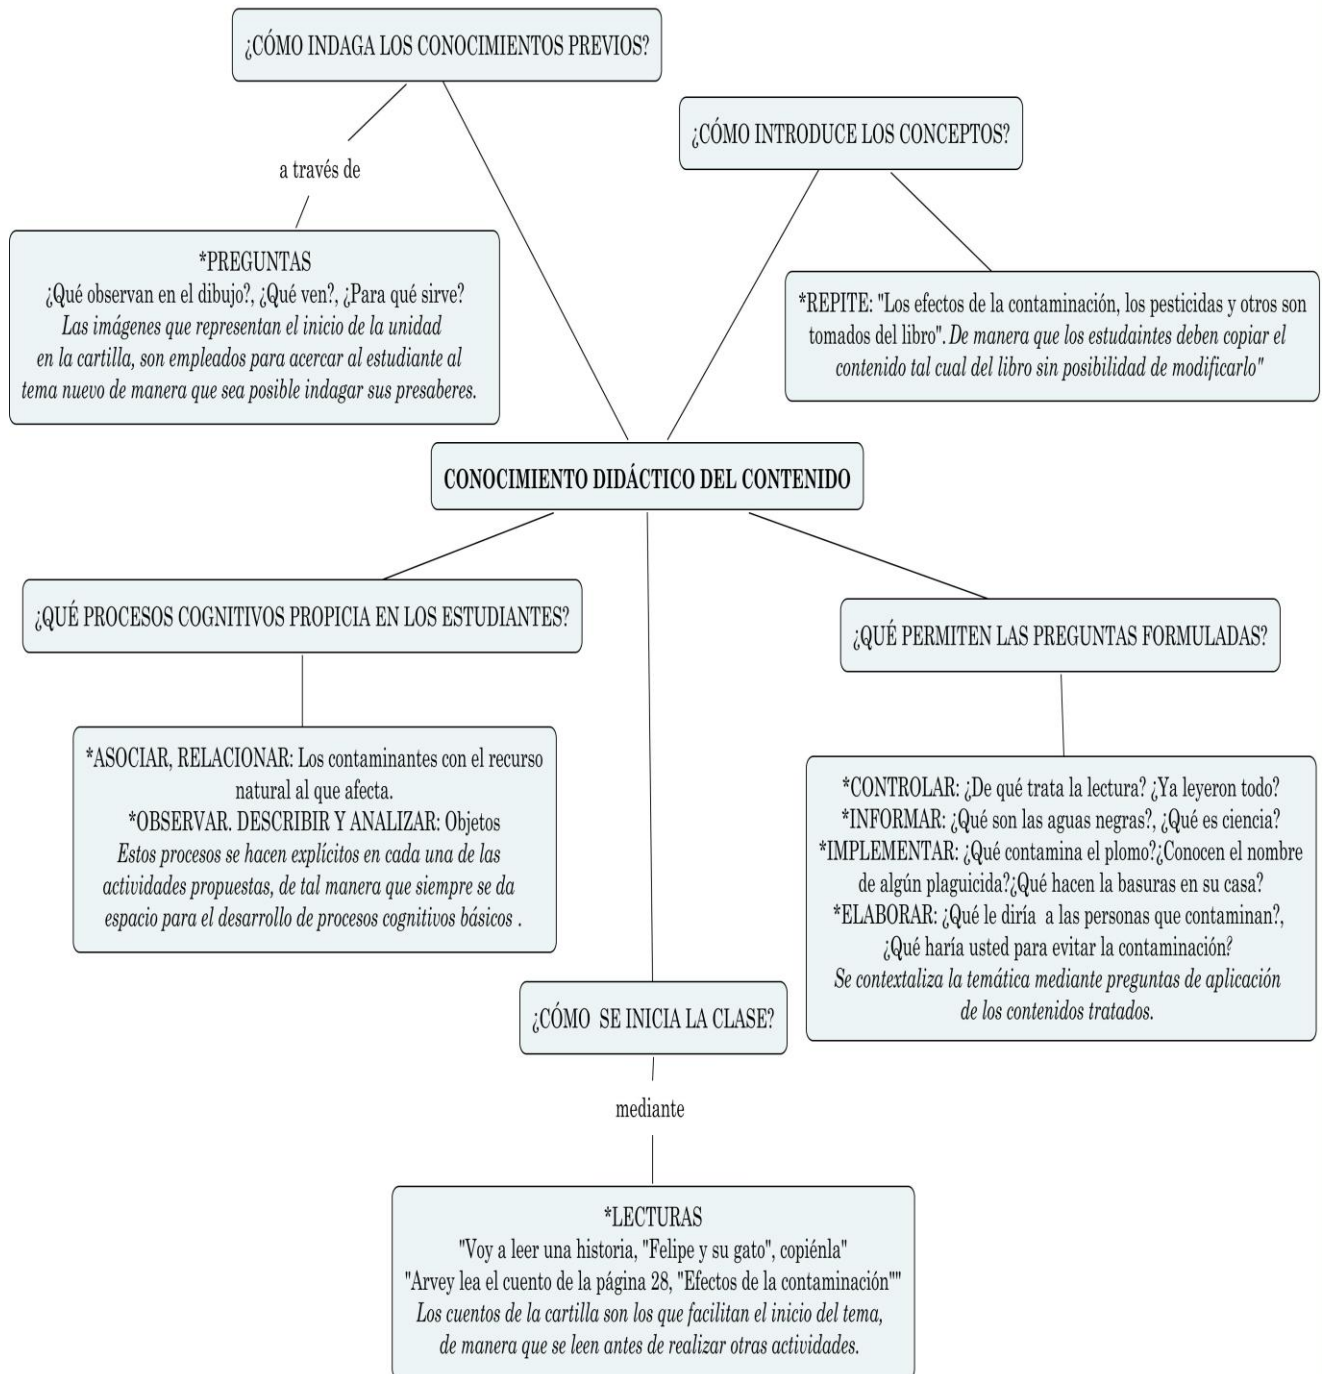 ¿CÓMO INDAGA LOS CONOCIMIENTOS PREVIOS?
¿CÓMO INTRODUCE LOS CONCEPTOS?
a través de
*PREGUNTAS
¿Qué observan en el dibujo?, ¿Qué ven?, ¿Para qué sirve?
Las imágenes que representan el inicio de la unidad
en la cartilla, son empleados para acercar al estudiante al
tema nuevo de manera que sea posible indagar sus presaberes.
*REPITE: "Los efectos de la contaminación, los pesticidas y otros son
tomados del libro". De manera que los estudaintes deben copiar el
contenido tal cual del libro sin posibilidad de modificarlo"
CONOCIMIENTO DIDÁCTICO DEL CONTENIDO
¿QUÉ PROCESOS COGNITIVOS PROPICIA EN LOS ESTUDIANTES?
¿QUÉ PERMITEN LAS PREGUNTAS FORMULADAS?
*ASOCIAR, RELACIONAR: Los contaminantes con el recurso
natural al que afecta.
*OBSERVAR. DESCRIBIR Y ANALIZAR: Objetos
Estos procesos se hacen explícitos en cada una de las
actividades propuestas, de tal manera que siempre se da
espacio para el desarrollo de procesos cognitivos básicos .
*CONTROLAR: ¿De qué trata la lectura? ¿Ya leyeron todo?
*INFORMAR: ¿Qué son las aguas negras?, ¿Qué es ciencia?
*IMPLEMENTAR: ¿Qué contamina el plomo?¿Conocen el nombre
de algún plaguicida?¿Qué hacen la basuras en su casa?
*ELABORAR: ¿Qué le diría  a las personas que contaminan?,
¿Qué haría usted para evitar la contaminación?
Se contextaliza la temática mediante preguntas de aplicación
de los contenidos tratados.
¿CÓMO  SE INICIA LA CLASE?
mediante
*LECTURAS
"Voy a leer una historia, "Felipe y su gato", copiénla"
"Arvey lea el cuento de la página 28, "Efectos de la contaminación""
Los cuentos de la cartilla son los que facilitan el inicio del tema,
de manera que se leen antes de realizar otras actividades.